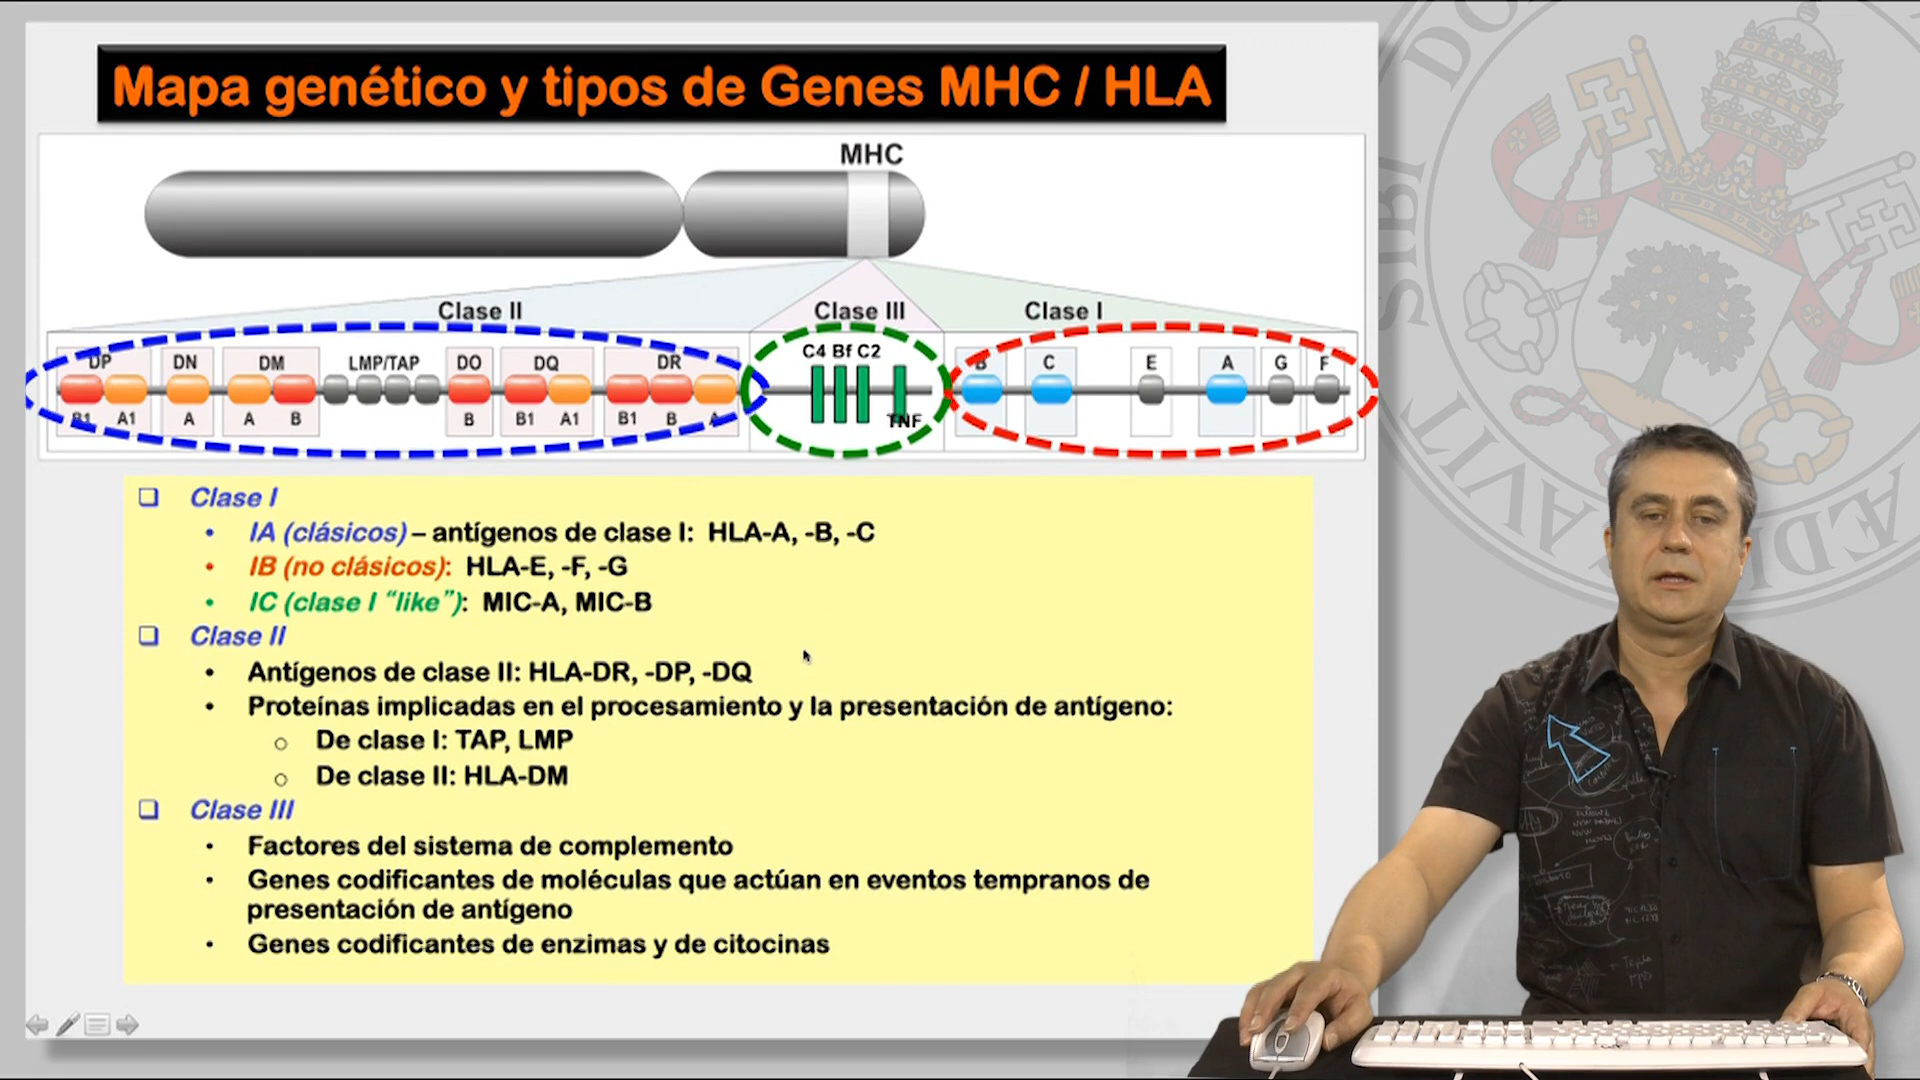 Mapa genético y tipos de Genes MHC / HLA
MHC
Clase II
Clase III
Clase I
DP DN DM LMP/TAP DO DQ DR
C4 Bf C2
B C E A G F
B1 A1 A A B B B1 A1 B1 B A
TNF
Clase I
IA (clásicos) – antígenos de clase I: HLA-A, -B, -C
IB (no clásicos): HLA-E, -F, -G
IC (clase I “like”): MIC-A, MIC-B
Clase II
Antígenos de clase II: HLA-DR, -DP, -DQ
Proteínas implicadas en el procesamiento y la presentación de antígeno:
De clase I: TAP, LMP
De clase II: HLA-DM
Clase III
Factores del sistema de complemento
Genes codificantes de moléculas que actúan en eventos tempranos de
presentación de antígeno
Genes codificantes de enzimas y de citocinas
SIBI